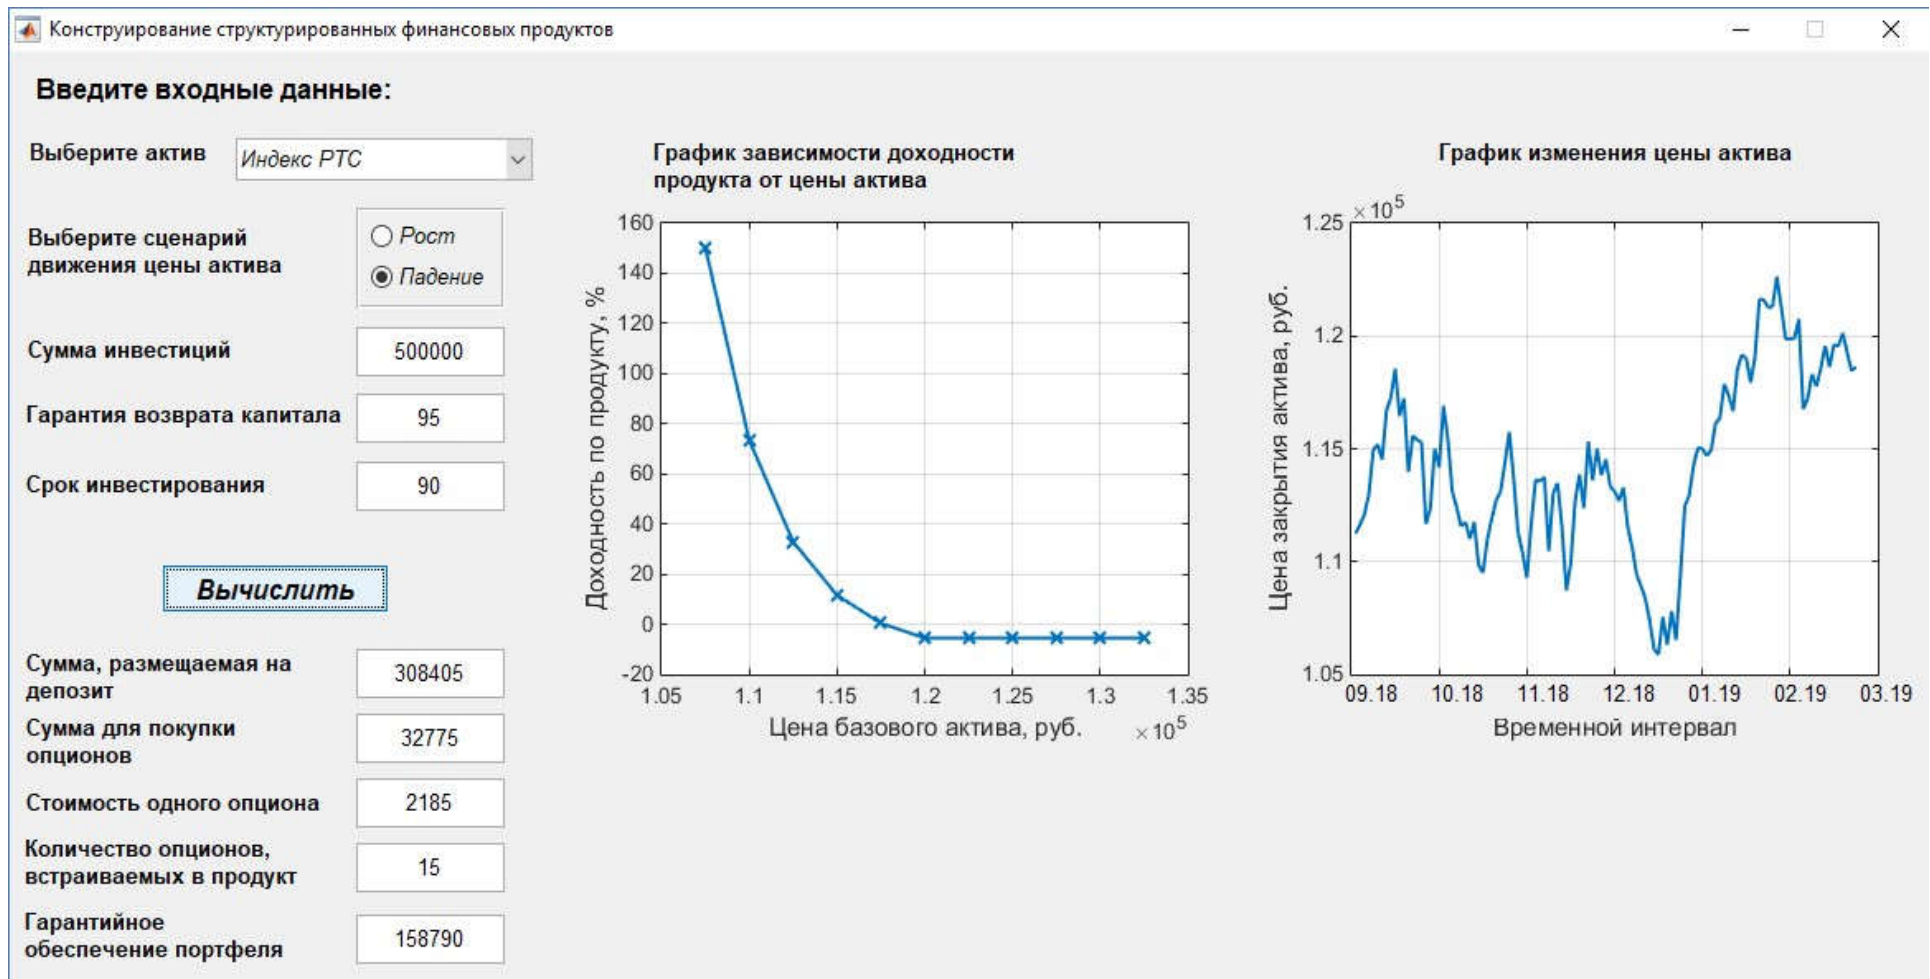 Конструирование структурированных финансовых продуктов
Введите входные данные:
Выберите актив
Индекс РТС
Выберите сценарий
движения цены актива
Рост
Падение
Сумма инвестиций
500000
Гарантия возврата капитала
95
Срок инвестирования
90
Вычислить
Сумма, размещаемая на
депозит
308405
Сумма для покупки
опционов
32775
Стоимость одного опциона
2185
Количество опционов,
встраиваемых в продукт
15
Гарантийное
обеспечение портфеля
158790
График зависимости доходности
продукта от цены актива
160
140
120
100
80
60
40
20
0
-20
Доходность по продукту, %
1.05 1.1 1.15 1.2 1.25 1.3 1.35
Цена базового актива, руб.
×10⁵
График изменения цены актива
×10⁵
1.25
1.2
1.15
1.1
1.05
Цена закрытия актива, руб.
09.18 10.18 11.18 12.18 01.19 02.19 03.19
Временной интервал